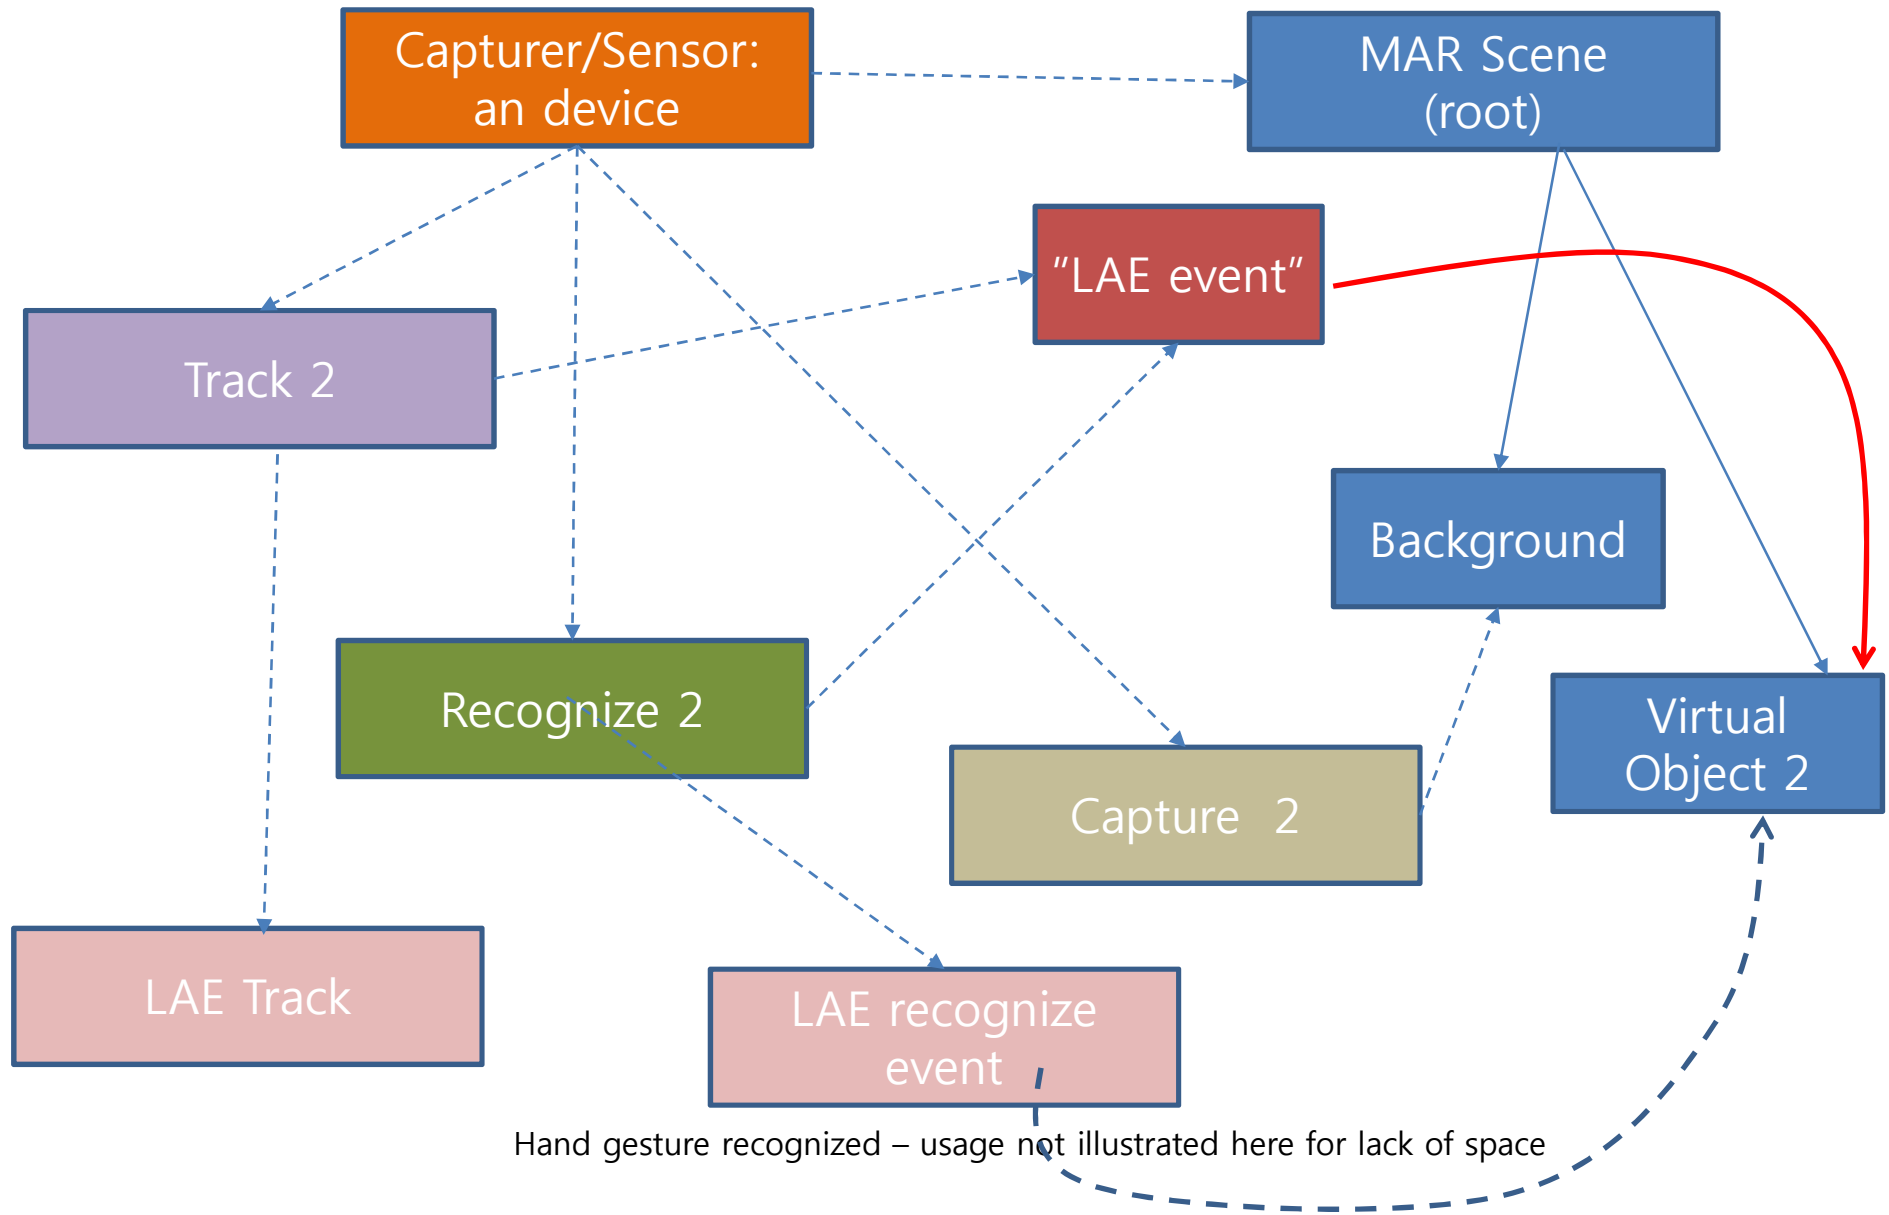 Capturer/Sensor:
an device
MAR Scene
(root)
"LAE event"
Track 2
Background
Recognize 2
Virtual
Object 2
Capture 2
LAE Track
LAE recognize
event
Hand gesture recognized – usage not illustrated here for lack of space